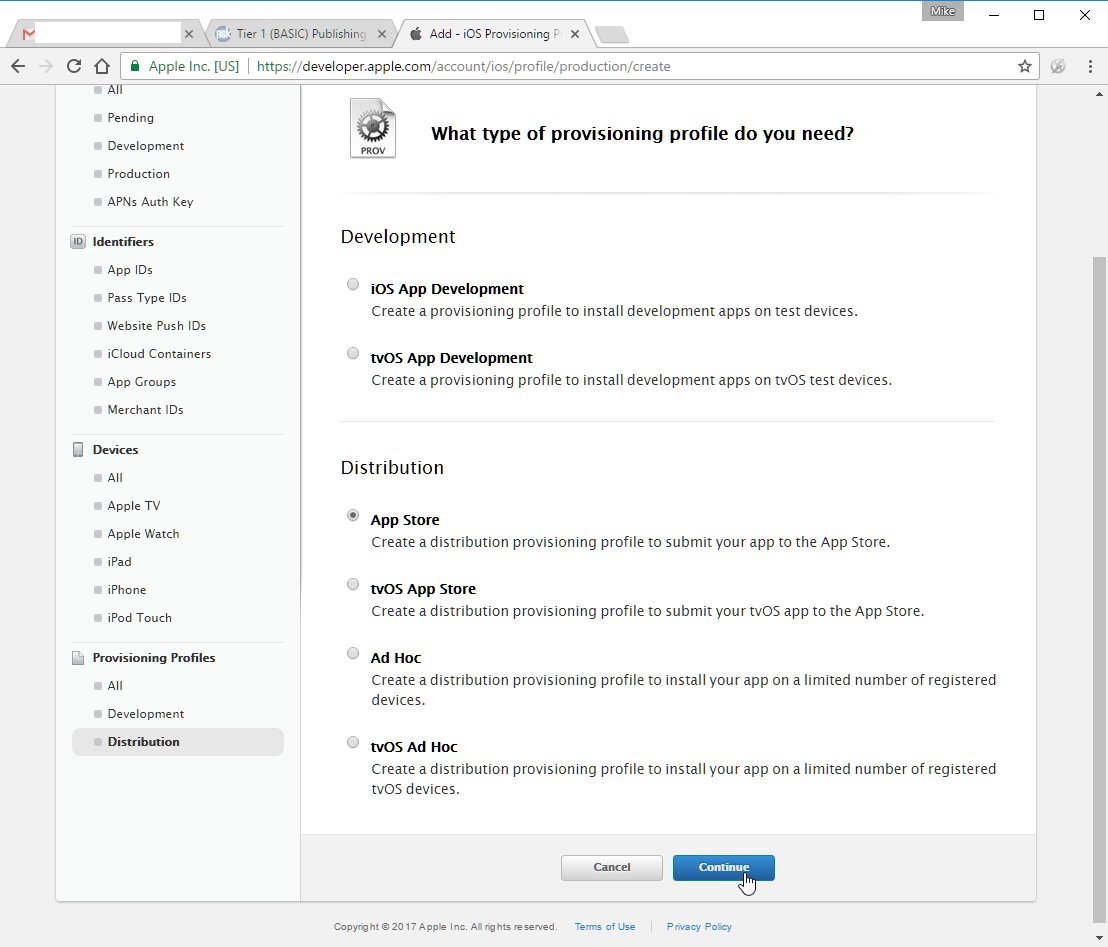 Mike
Tier 1 (BASIC) Publishing
Add - iOS Provisioning P
Apple Inc. [US]
https://developer.apple.com/account/ios/profile/production/create
All
Pending
Development
Production
APNs Auth Key
ID Identifiers
App IDs
Pass Type IDs
Website Push IDs
iCloud Containers
App Groups
Merchant IDs
Devices
All
Apple TV
Apple Watch
iPad
iPhone
iPod Touch
Provisioning Profiles
All
Development
Distribution
PROV
What type of provisioning profile do you need?
Development
iOS App Development
Create a provisioning profile to install development apps on test devices.
tvOS App Development
Create a provisioning profile to install development apps on tvOS test devices.
Distribution
App Store
Create a distribution provisioning profile to submit your app to the App Store.
tvOS App Store
Create a distribution provisioning profile to submit your tvOS app to the App Store.
Ad Hoc
Create a distribution provisioning profile to install your app on a limited number of registered
devices.
tvOS Ad Hoc
Create a distribution provisioning profile to install your app on a limited number of registered
tvOS devices.
Cancel
Continue
Copyright © 2017 Apple Inc. All rights reserved. Terms of Use | Privacy Policy